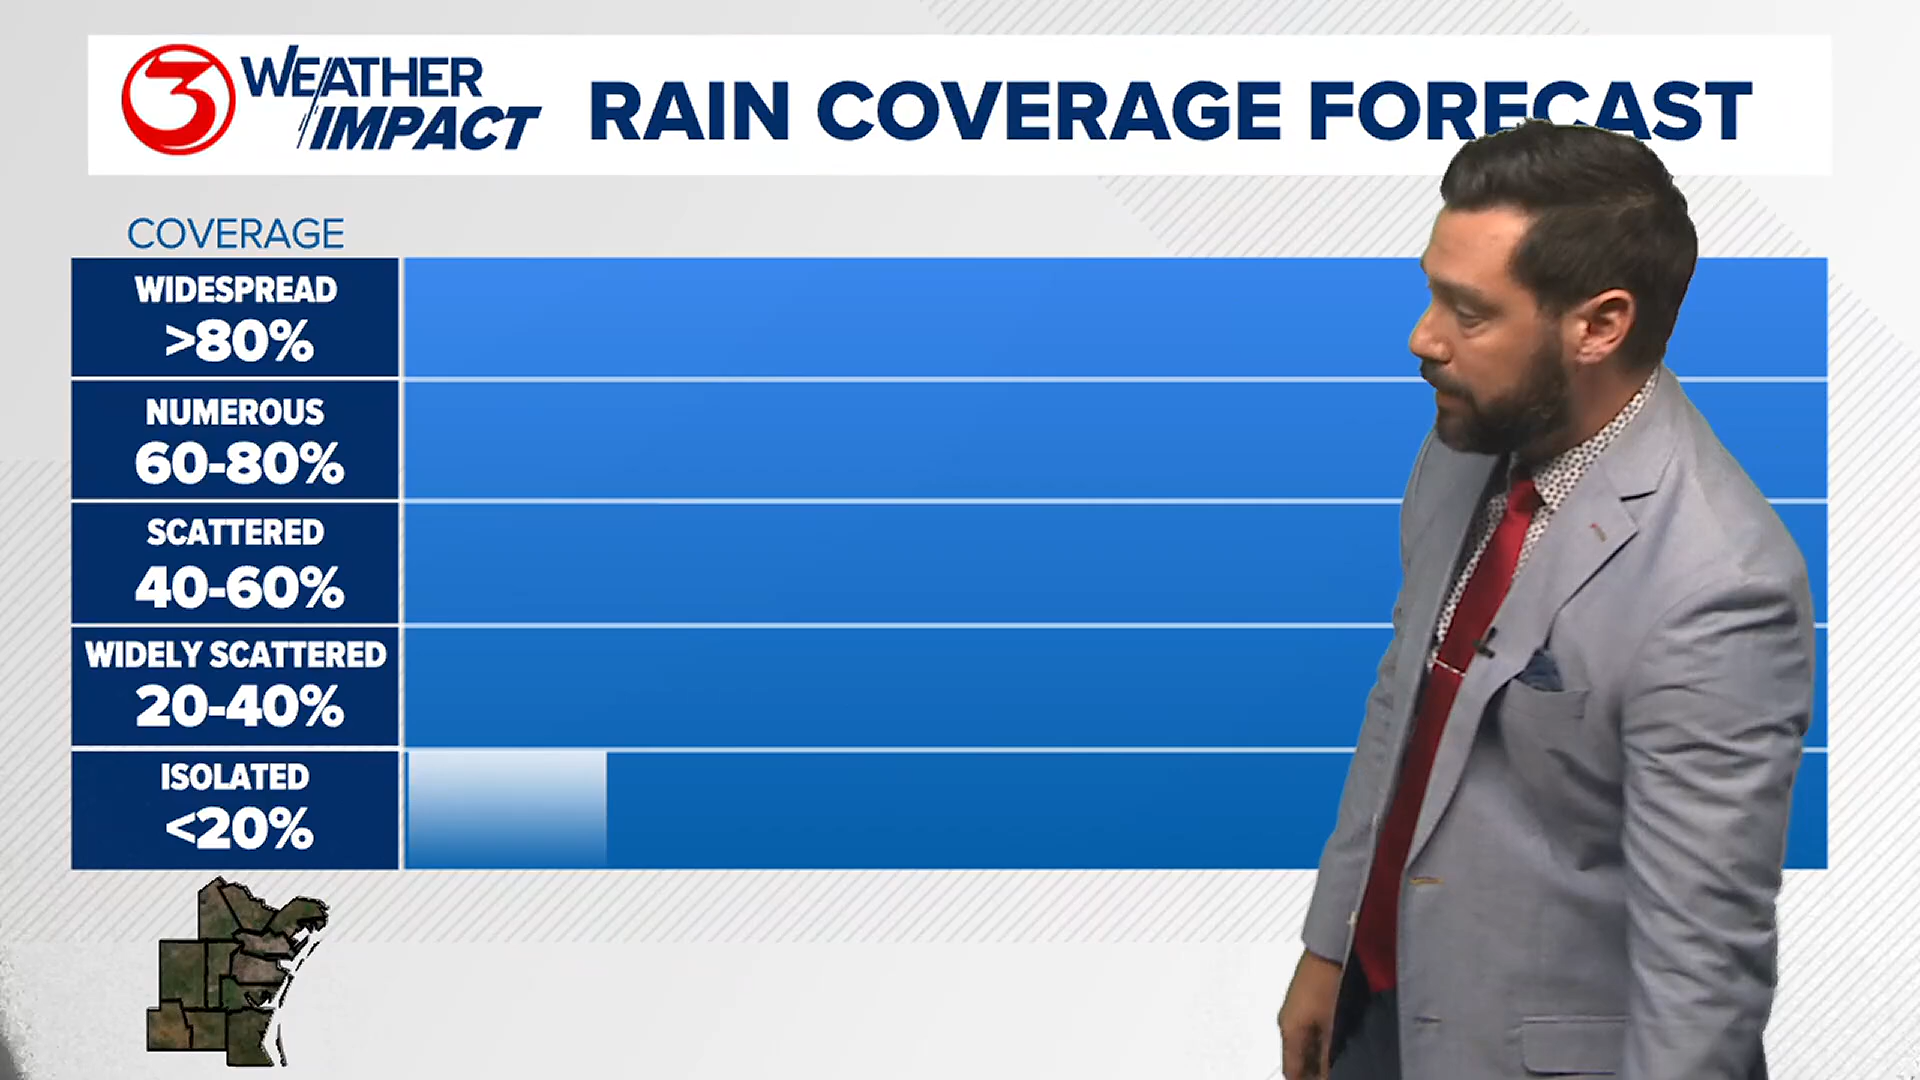 3 WEATHER IMPACT
RAIN COVERAGE FORECAST
COVERAGE
WIDESPREAD
>80%
NUMEROUS
60-80%
SCATTERED
40-60%
WIDELY SCATTERED
20-40%
ISOLATED
<20%